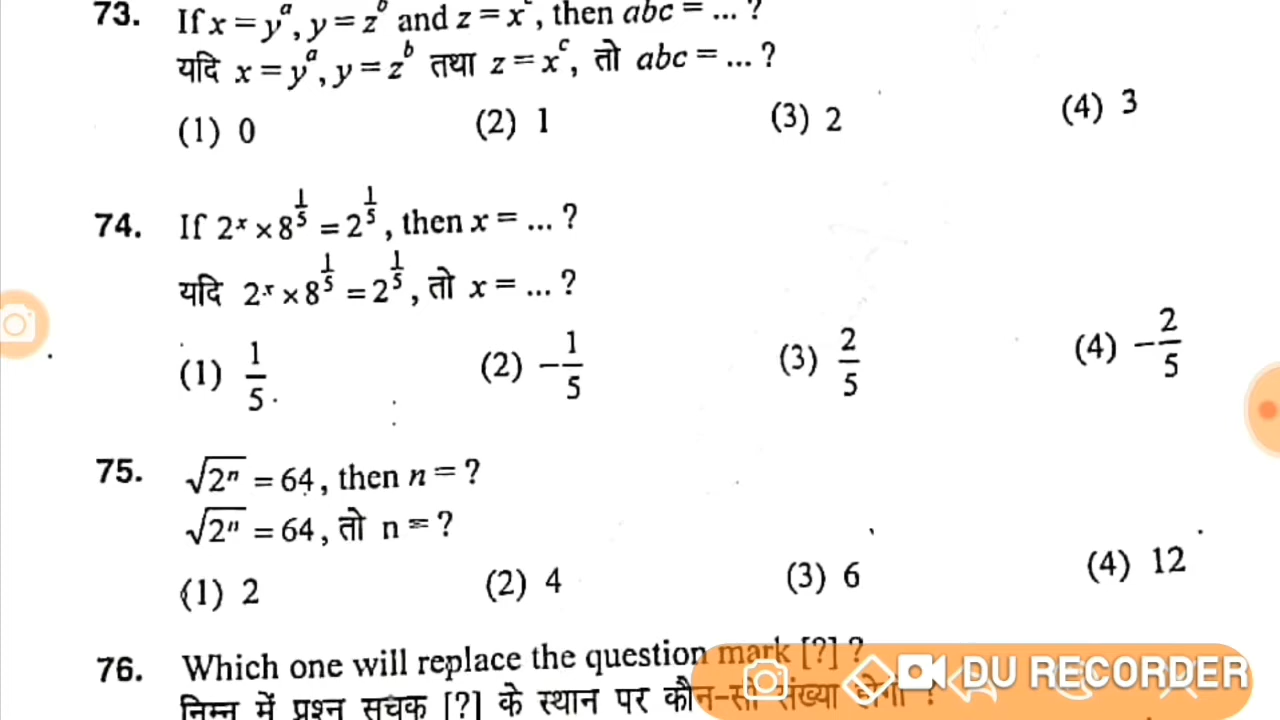 73. If x = y^a, y = z^b and z = x^c, then abc = ... ?
यदि x = y^a, y = z^b तथा z = x^c, तो abc = ... ?
(1) 0 (2) 1 (3) 2 (4) 3
74. If 2^x × 8^(1/5) = 2^(1/5), then x = ... ?
यदि 2^x × 8^(1/5) = 2^(1/5), तो x = ... ?
(1) 1/5 (2) -1/5 (3) 2/5 (4) -2/5
75. √(2^n) = 64, then n = ?
√(2^n) = 64, तो n = ?
(1) 2 (2) 4 (3) 6 (4) 12
76. Which one will replace the question mark [?] ?
निम्न में प्रश्न सूचक [?] के स्थान पर कौन-सी संख्या होगी ?
DU RECORDER